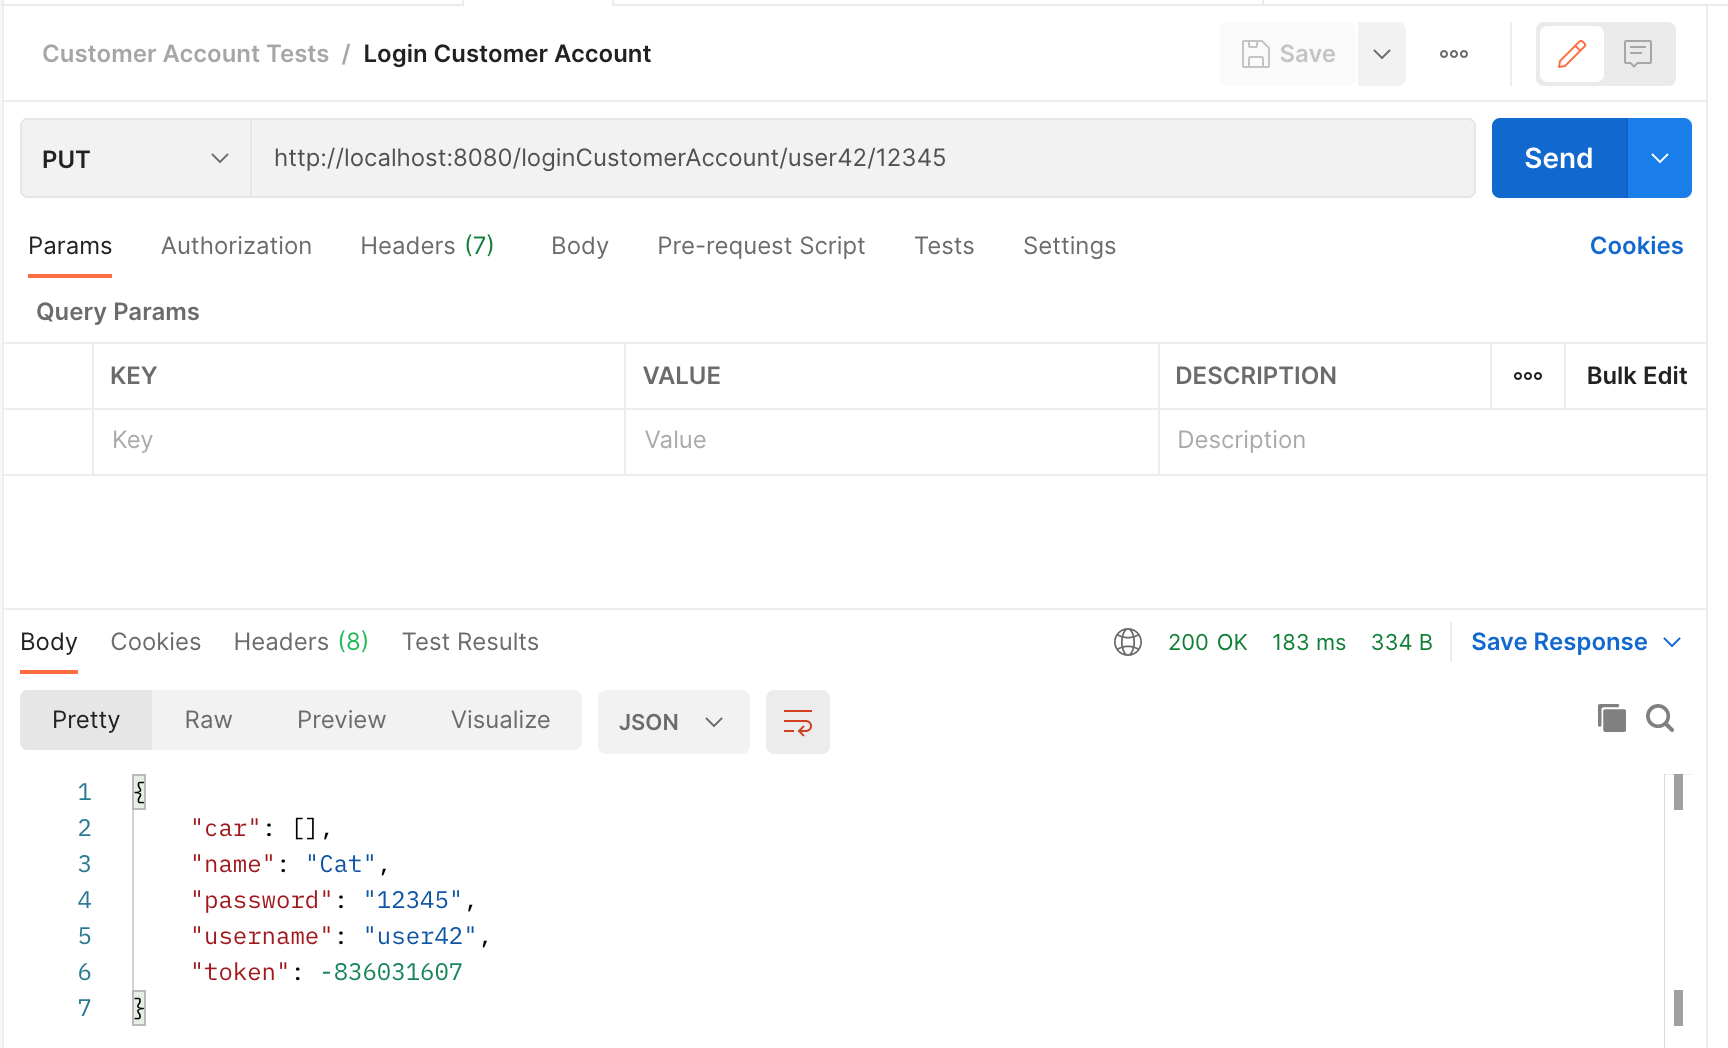 Customer Account Tests / Login Customer Account
Save
PUT
http://localhost:8080/loginCustomerAccount/user42/12345
Send
Params Authorization Headers (7) Body Pre-request Script Tests Settings Cookies
Query Params
KEY VALUE DESCRIPTION Bulk Edit
Key Value Description
Body Cookies Headers (8) Test Results 200 OK 183 ms 334 B Save Response
Pretty Raw Preview Visualize JSON
1 {
2 "car": [],
3 "name": "Cat",
4 "password": "12345",
5 "username": "user42",
6 "token": -836031607
7 }